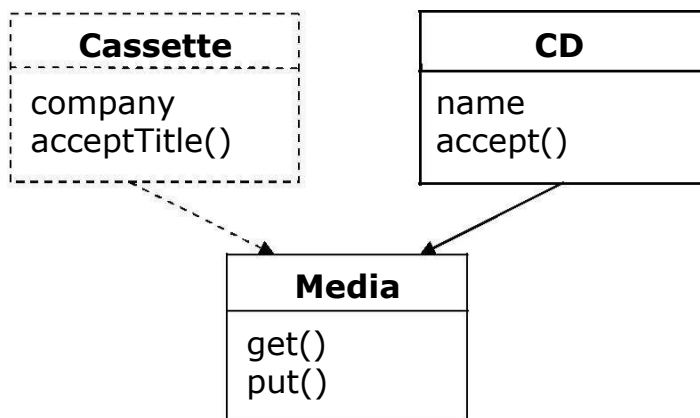 Cassette
company
acceptTitle()
CD
name
accept()
Media
get()
put()